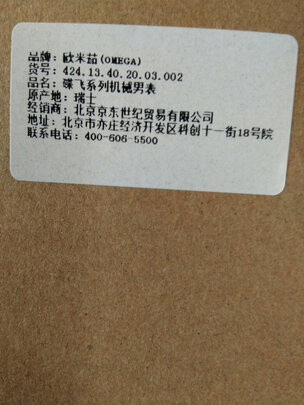 品牌: 欧米茄(OMEGA)
货号: 424.13.40.20.03.002
品名: 碟飞系列机械男表
原产地: 瑞士
经销商: 北京京东世纪贸易有限公司
地址: 北京市亦庄经济开发区科创十一街18号院
联系电话: 400-606-5500